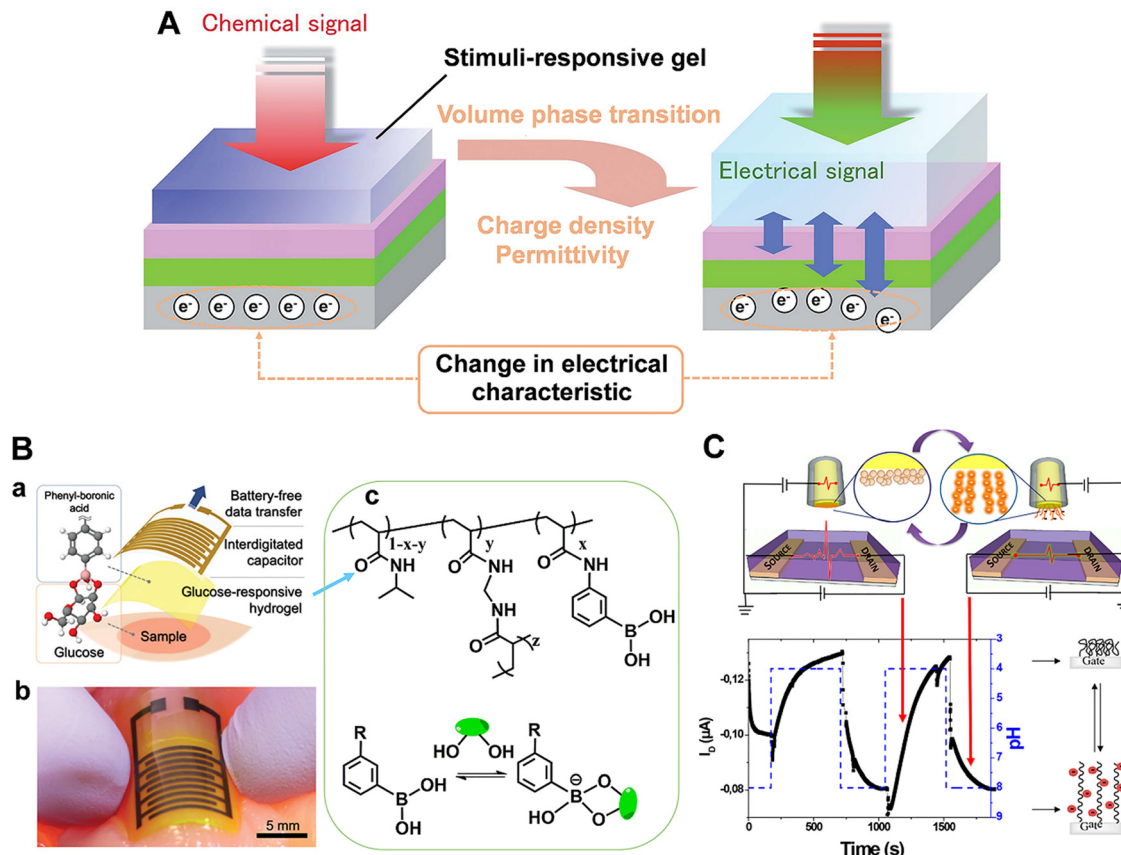 A
Chemical signal
Stimuli-responsive gel
Volume phase transition
Electrical signal
Charge density
Permittivity
e- e- e- e- e-
e- e- e- e- e-
Change in electrical
characteristic
B
a
Phenyl-boronic
acid
Battery-free
data transfer
Interdigitated
capacitor
Glucose-responsive
hydrogel
Sample
Glucose
b
5 mm
c
1-x-y
y
x
O
NH
O
NH
O
NH
NH
O
z
B
OH
HO
R
HO
OH
R
B
OH
OH
⊖
B
HO
O
O
C
SOURCE
DRAIN
SOURCE
DRAIN
-0,12
-0,10
-0,08
I_D (µA)
0
500
1000
1500
Time (s)
3
4
5
6
7
8
9
pH
Gate
Gate